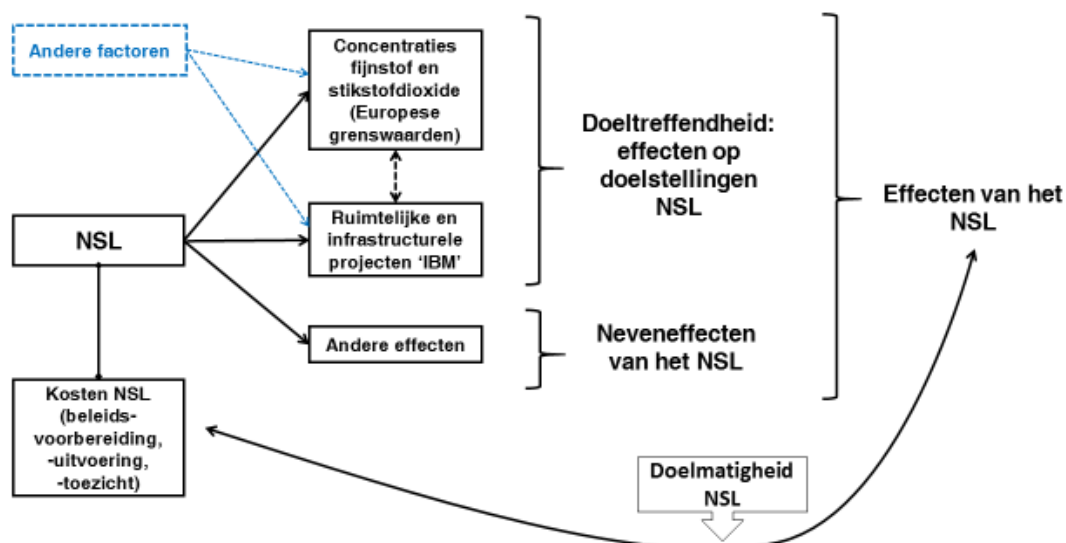 Andere factoren
Concentraties
fijnstof en
stikstofdioxide
(Europese
grenswaarden)
Doeltreffendheid:
effecten op
doelstellingen
NSL
Effecten van het
NSL
NSL
Ruimtelijke en
infrastructurele
projecten ‘IBM’
Andere effecten
Neveneffecten
van het NSL
Kosten NSL
(beleids-
voorbereiding,
-uitvoering,
-toezicht)
Doelmatigheid
NSL